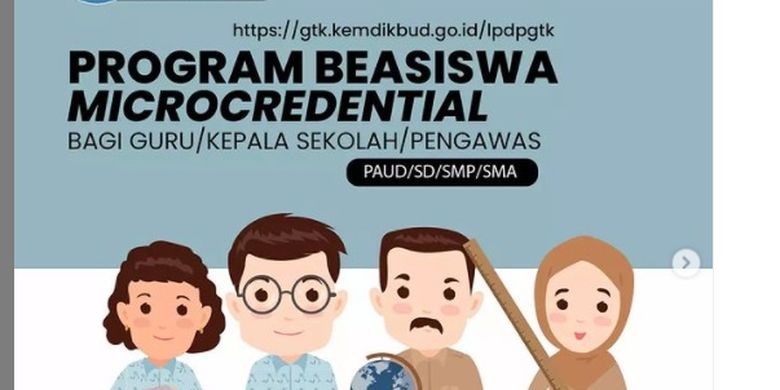 https://gtk.kemdikbud.go.id/lpdpgtk
PROGRAM BEASISWA
MICROCREDENTIAL
BAGI GURU/KEPALA SEKOLAH/PENGAWAS
PAUD/SD/SMP/SMA